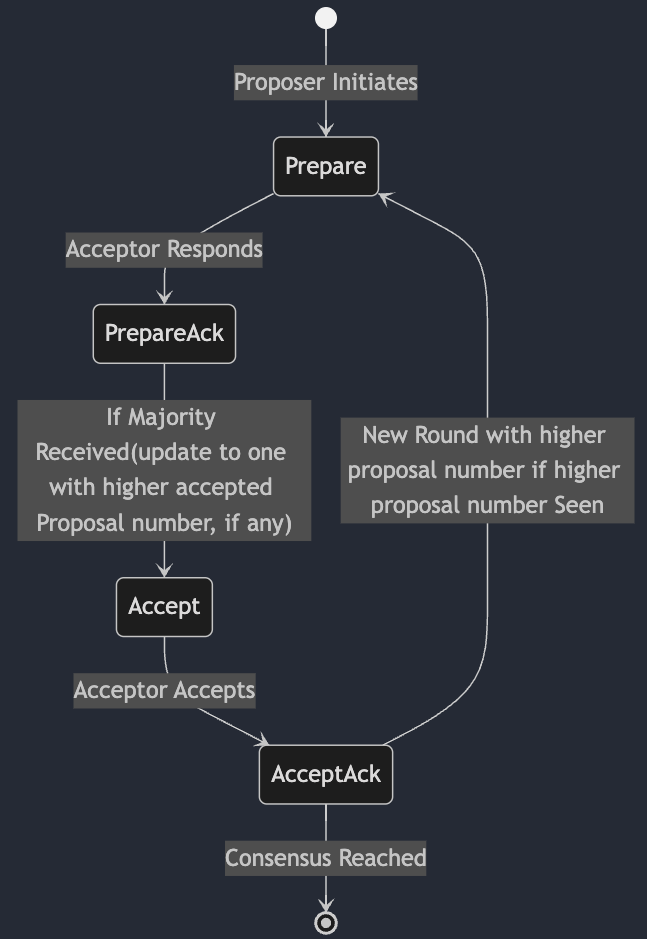 Proposer Initiates
Prepare
Acceptor Responds
PrepareAck
If Majority
Received(update to one
with higher accepted
Proposal number, if any)
New Round with higher
proposal number if higher
proposal number Seen
Accept
Acceptor Accepts
AcceptAck
Consensus Reached